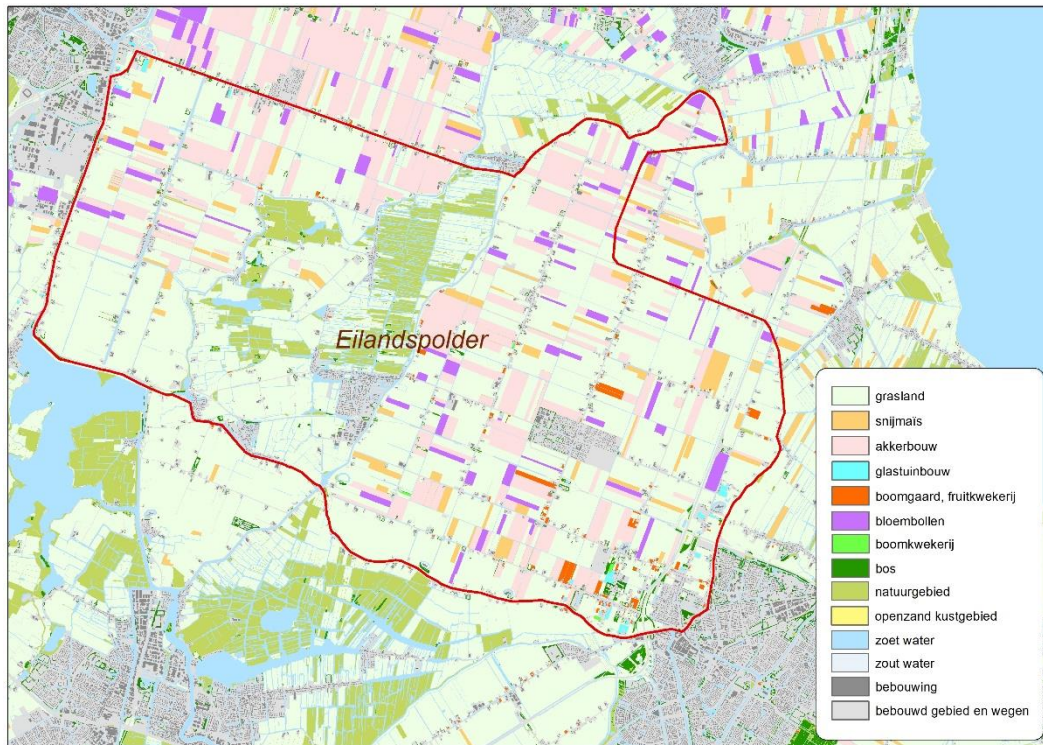 Eilandspolder
grasland
snijmaïs
akkerbouw
glastuinbouw
boomgaard, fruitkwekerij
bloembollen
boomkwekerij
bos
natuurgebied
openzand kustgebied
zoet water
zout water
bebouwing
bebouwd gebied en wegen